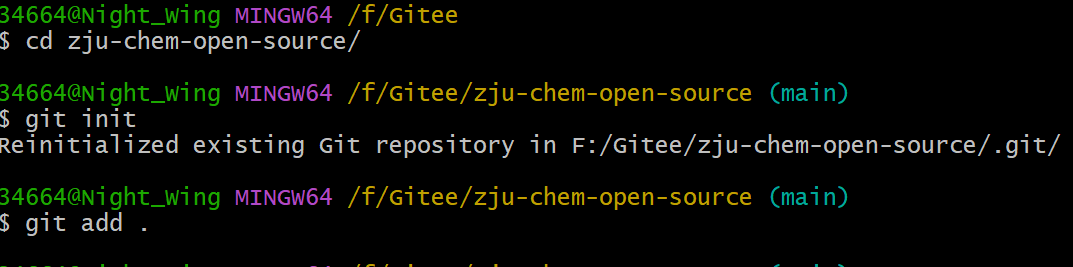 34664@Night_Wing MINGW64 /f/Gitee
$ cd zju-chem-open-source/
34664@Night_Wing MINGW64 /f/Gitee/zju-chem-open-source (main)
$ git init
Reinitialized existing Git repository in F:/Gitee/zju-chem-open-source/.git/
34664@Night_Wing MINGW64 /f/Gitee/zju-chem-open-source (main)
$ git add .